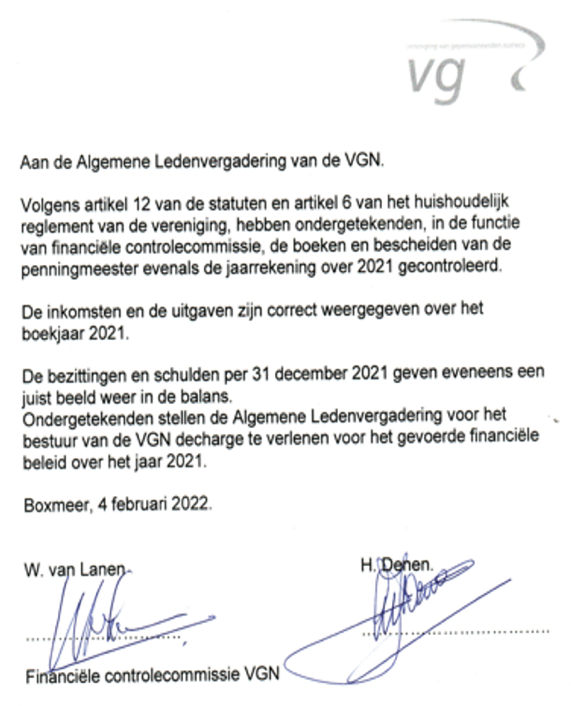 vereniging van gepensioneerden
vg
Aan de Algemene Ledenvergadering van de VGN.
Volgens artikel 12 van de statuten en artikel 6 van het huishoudelijk
reglement van de vereniging, hebben ondergetekenden, in de functie
van financiële controlecommissie, de boeken en bescheiden van de
penningmeester evenals de jaarrekening over 2021 gecontroleerd.
De inkomsten en de uitgaven zijn correct weergegeven over het
boekjaar 2021.
De bezittingen en schulden per 31 december 2021 geven eveneens een
juist beeld weer in de balans.
Ondergetekenden stellen de Algemene Ledenvergadering voor het
bestuur van de VGN decharge te verlenen voor het gevoerde financiële
beleid over het jaar 2021.
Boxmeer, 4 februari 2022.
W. van Lanen H. Denen.
Financiële controlecommissie VGN